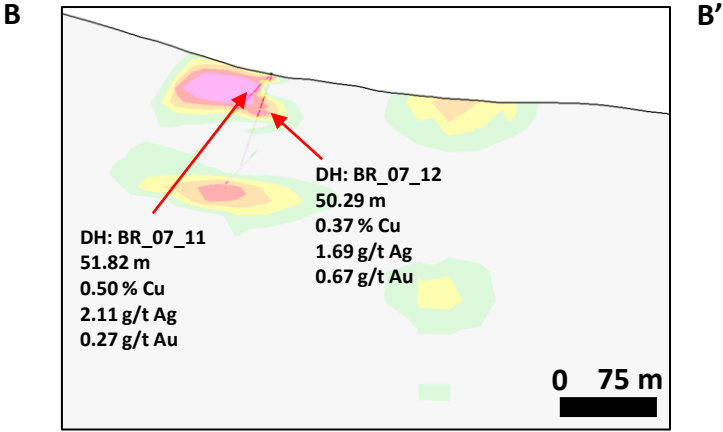 B
B’
DH: BR_07_12
50.29 m
0.37 % Cu
1.69 g/t Ag
0.67 g/t Au
DH: BR_07_11
51.82 m
0.50 % Cu
2.11 g/t Ag
0.27 g/t Au
0 75 m